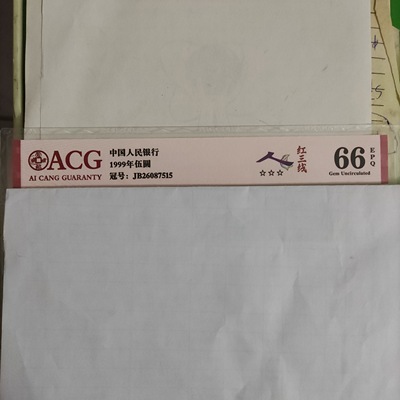 ACG
AI CANG GUARANTY
中国人民银行
1999年伍圆
冠号：JB26087515
红三线
66
EPQ
Gem Uncirculated